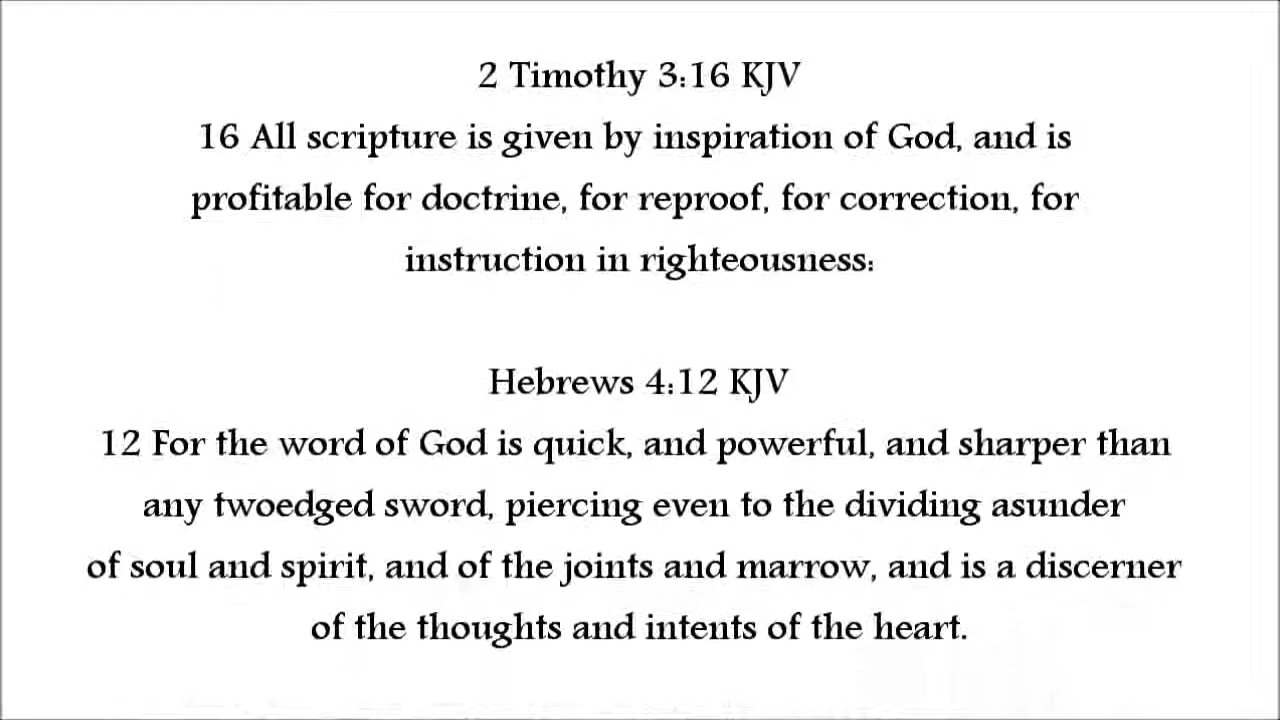 2 Timothy 3:16 KJV
16 All scripture is given by inspiration of God, and is
profitable for doctrine, for reproof, for correction, for
instruction in righteousness:
Hebrews 4:12 KJV
12 For the word of God is quick, and powerful, and sharper than
any twoedged sword, piercing even to the dividing asunder
of soul and spirit, and of the joints and marrow, and is a discerner
of the thoughts and intents of the heart.